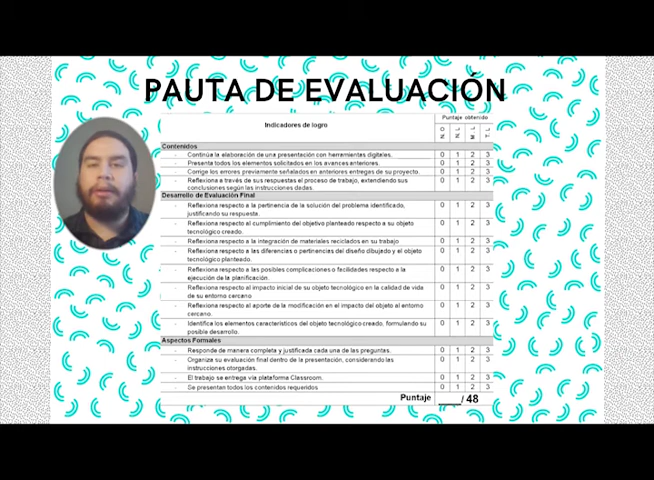 PAUTA DE EVALUACIÓN
Indicadores de logro
Puntaje obtenido
N. D
N. L
M. L
T. L
Contenidos
- Continúa la elaboración de una presentación con herramientas digitales. 0 1 2 3
- Presenta todos los elementos solicitados en los avances anteriores. 0 1 2 3
- Corrige los errores previamente señalados en anteriores entregas de su proyecto. 0 1 2 3
- Reflexiona a través de sus respuestas el proceso de trabajo, extendiendo sus 0 1 2 3
conclusiones según las instrucciones dadas.
Desarrollo de Evaluación Final
- Reflexiona respecto a la pertinencia de la solución del problema identificado, 0 1 2 3
justificando su respuesta.
- Reflexiona respecto al cumplimiento del objetivo planteado respecto a su objeto 0 1 2 3
tecnológico creado.
- Reflexiona respecto a la integración de materiales reciclados en su trabajo 0 1 2 3
- Reflexiona respecto a las diferencias o pertinencias del diseño dibujado y el objeto 0 1 2 3
tecnológico planteado.
- Reflexiona respecto a las posibles complicaciones o facilidades respecto a la 0 1 2 3
ejecución de la planificación.
- Reflexiona respecto al impacto inicial de su objeto tecnológico en la calidad de vida 0 1 2 3
de su entorno cercano
- Reflexiona respecto al aporte de la modificación en el impacto del objeto al entorno 0 1 2 3
cercano.
- Identifica los elementos característicos del objeto tecnológico creado, formulando su 0 1 2 3
posible desarrollo.
Aspectos Formales
- Responde de manera completa y justificada cada una de las preguntas. 0 1 2 3
- Organiza su evaluación final dentro de la presentación, considerando las 0 1 2 3
instrucciones otorgadas.
- El trabajo se entrega vía plataforma Classroom. 0 1 2 3
- Se presentan todos los contenidos requeridos. 0 1 2 3
Puntaje ____/ 48